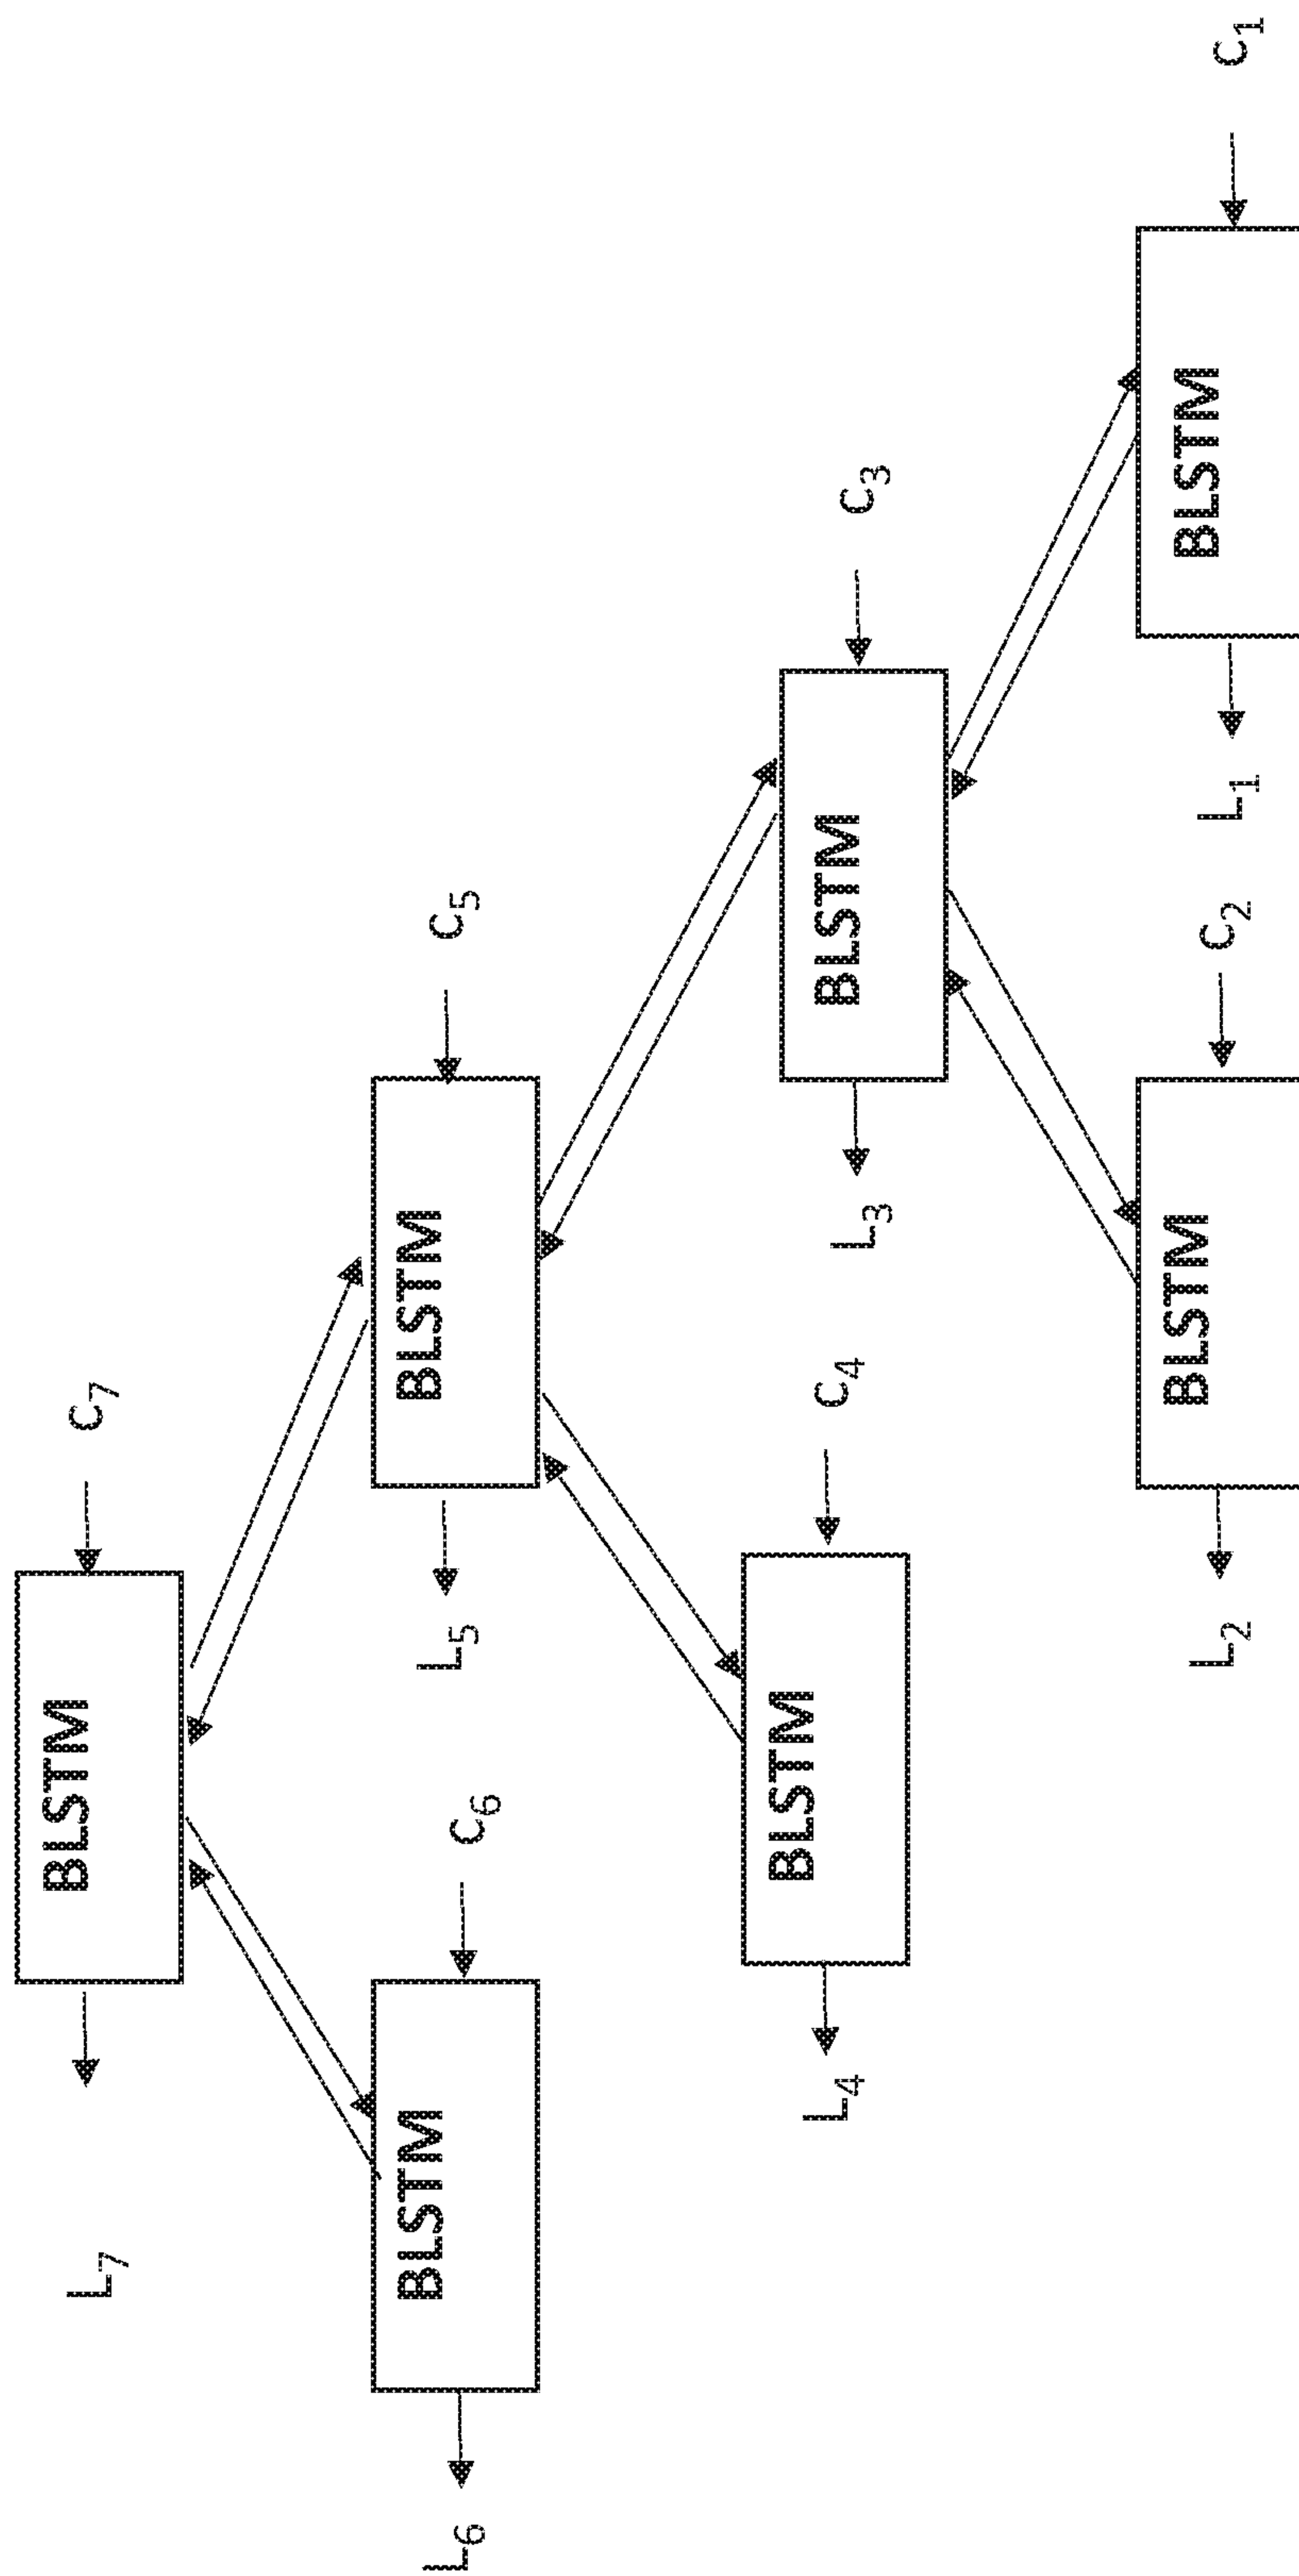 L₇ BLSTM c₇
L₆ BLSTM c₆ L₅ BLSTM c₅
L₄ BLSTM c₄ L₃ BLSTM c₃
L₂ BLSTM c₂ L₁ BLSTM c₁